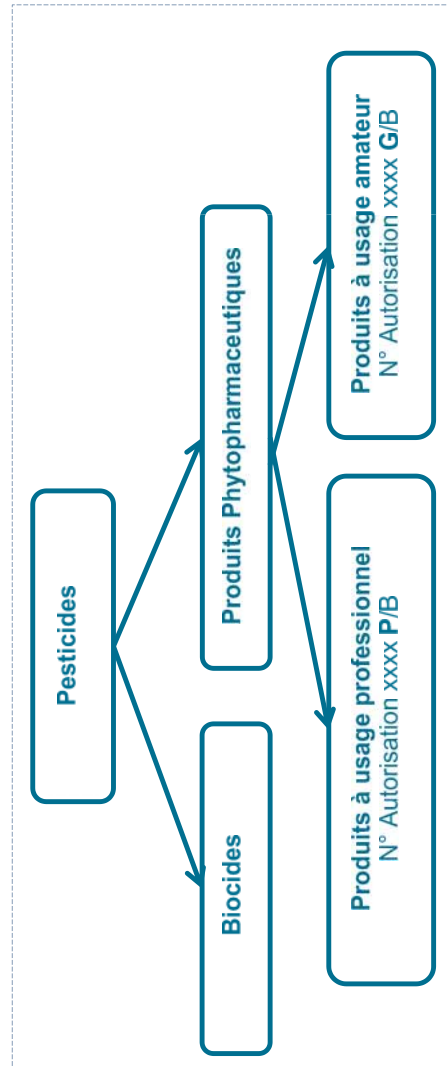 Pesticides
Biocides
Produits Phytopharmaceutiques
Produits à usage professionnel
N° Autorisation xxxx P/B
Produits à usage amateur
N° Autorisation xxxx G/B